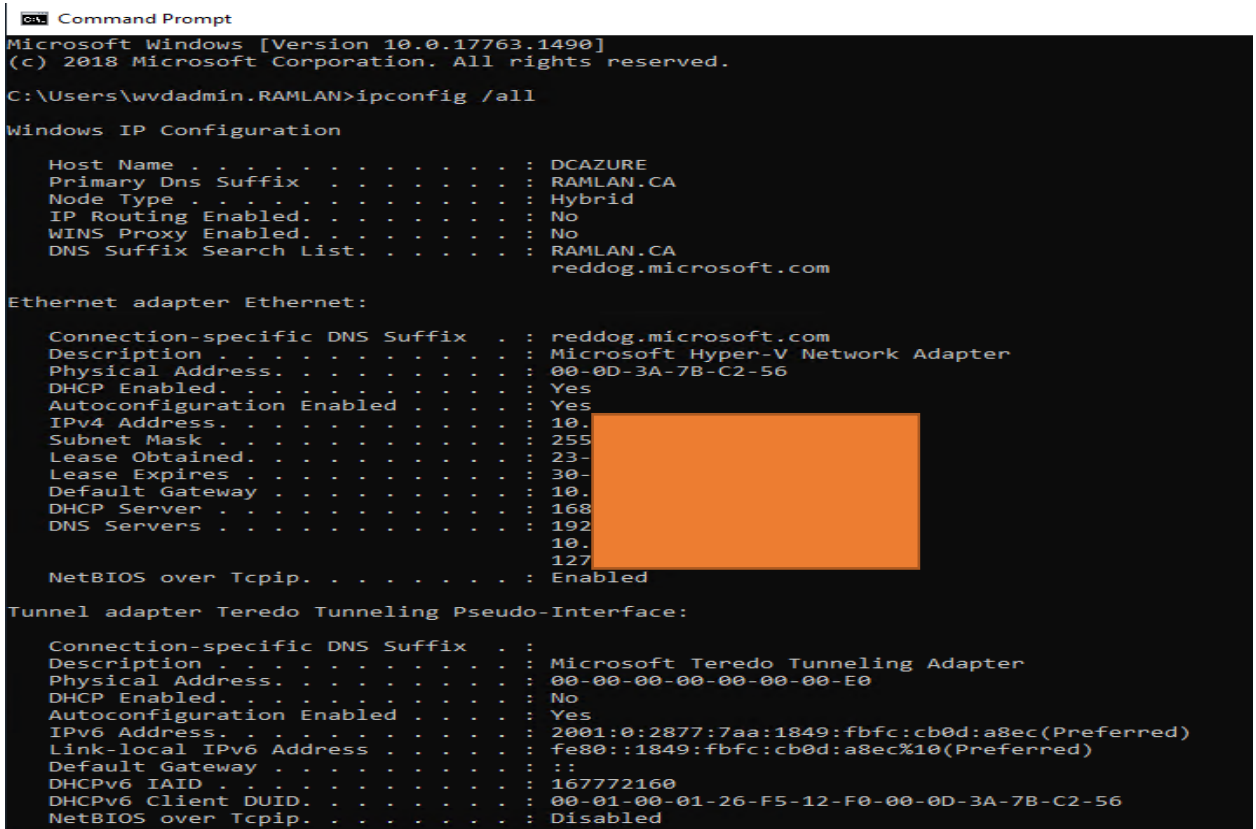 Command Prompt
Microsoft Windows [Version 10.0.17763.1490]
(c) 2018 Microsoft Corporation. All rights reserved.
C:\Users\wvdadmin.RAMLAN>ipconfig /all
Windows IP Configuration
Host Name . . . . . . . . . . . . : DCAZURE
Primary Dns Suffix . . . . . . . : RAMLAN.CA
Node Type . . . . . . . . . . . . : Hybrid
IP Routing Enabled. . . . . . . . : No
WINS Proxy Enabled. . . . . . . . : No
DNS Suffix Search List. . . . . . : RAMLAN.CA
reddog.microsoft.com
Ethernet adapter Ethernet:
Connection-specific DNS Suffix . : reddog.microsoft.com
Description . . . . . . . . . . . : Microsoft Hyper-V Network Adapter
Physical Address. . . . . . . . . : 00-0D-3A-7B-C2-56
DHCP Enabled. . . . . . . . . . . : Yes
Autoconfiguration Enabled . . . . : Yes
IPv4 Address. . . . . . . . . . . : 10.
Subnet Mask . . . . . . . . . . . : 255
Lease Obtained. . . . . . . . . . : 23-
Lease Expires . . . . . . . . . . : 30-
Default Gateway . . . . . . . . . : 10.
DHCP Server . . . . . . . . . . . : 168
DNS Servers . . . . . . . . . . . : 192
10.
127
NetBIOS over Tcpip. . . . . . . . : Enabled
Tunnel adapter Teredo Tunneling Pseudo-Interface:
Connection-specific DNS Suffix . :
Description . . . . . . . . . . . : Microsoft Teredo Tunneling Adapter
Physical Address. . . . . . . . . : 00-00-00-00-00-00-00-E0
DHCP Enabled. . . . . . . . . . . : No
Autoconfiguration Enabled . . . . : Yes
IPv6 Address. . . . . . . . . . . : 2001:0:2877:7aa:1849:fbfc:cb0d:a8ec(Preferred)
Link-local IPv6 Address . . . . . : fe80::1849:fbfc:cb0d:a8ec%10(Preferred)
Default Gateway . . . . . . . . . : ::
DHCPv6 IAID . . . . . . . . . . . : 167772160
DHCPv6 Client DUID. . . . . . . . : 00-01-00-01-26-F5-12-F0-00-0D-3A-7B-C2-56
NetBIOS over Tcpip. . . . . . . . : Disabled